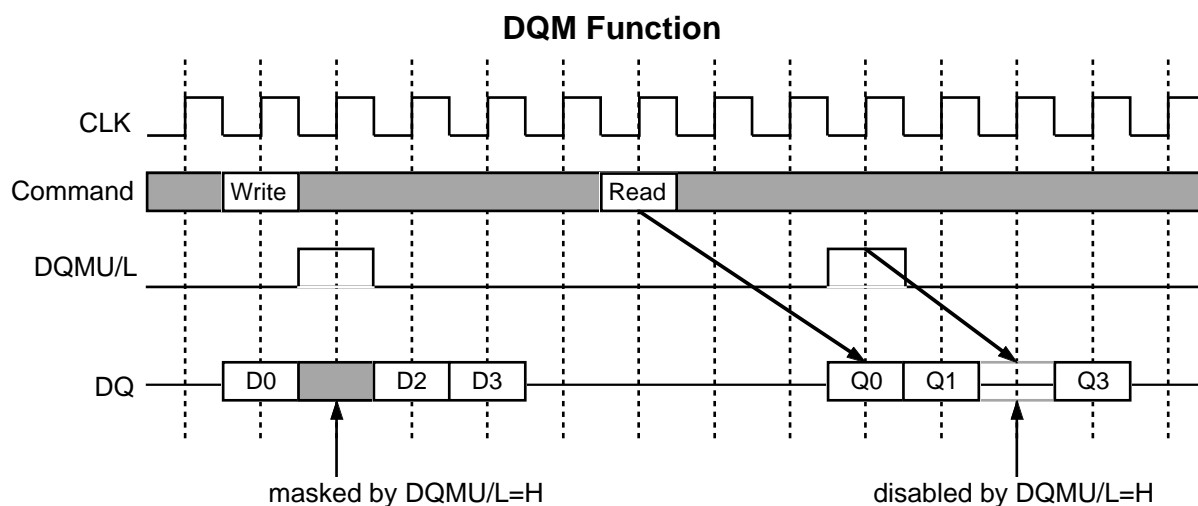 DQM Function
CLK
Command Write Read
DQMU/L
DQ D0 D2 D3 Q0 Q1 Q3
masked by DQMU/L=H disabled by DQMU/L=H